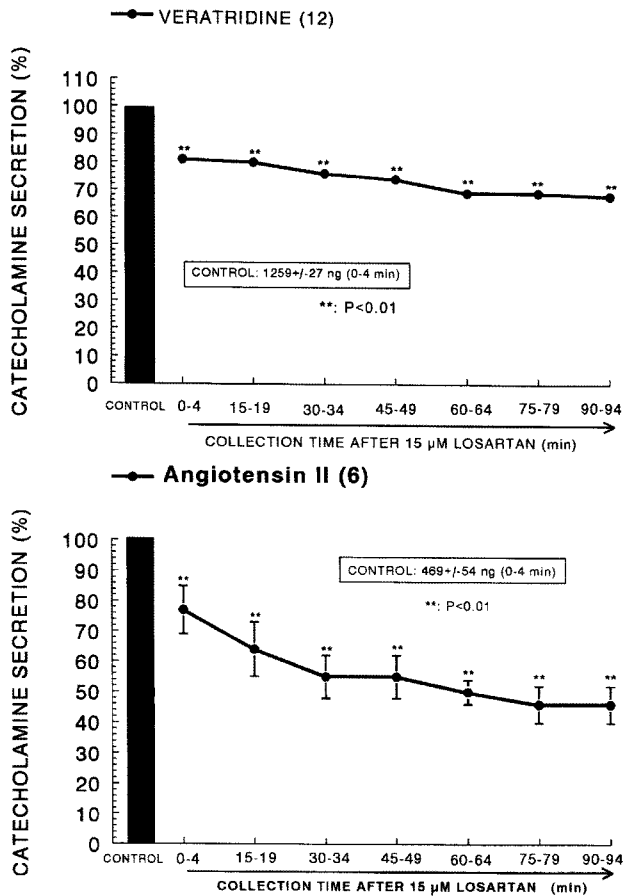 VERATRIDINE (12)
CATECHOLAMINE SECRETION (%)
110
100
90
80
70
60
50
40
30
20
10
0
** ** ** ** ** ** **
CONTROL: 1259+/-27 ng (0-4 min)
**: P<0.01
CONTROL 0-4 15-19 30-34 45-49 60-64 75-79 90-94
COLLECTION TIME AFTER 15 µM LOSARTAN (min)
Angiotensin II (6)
CATECHOLAMINE SECRETION (%)
100
90
80
70
60
50
40
30
20
10
0
** ** ** ** ** ** **
CONTROL: 469+/-54 ng (0-4 min)
**: P<0.01
CONTROL 0-4 15-19 30-34 45-49 60-64 75-79 90-94
COLLECTION TIME AFTER 15 µM LOSARTAN (min)